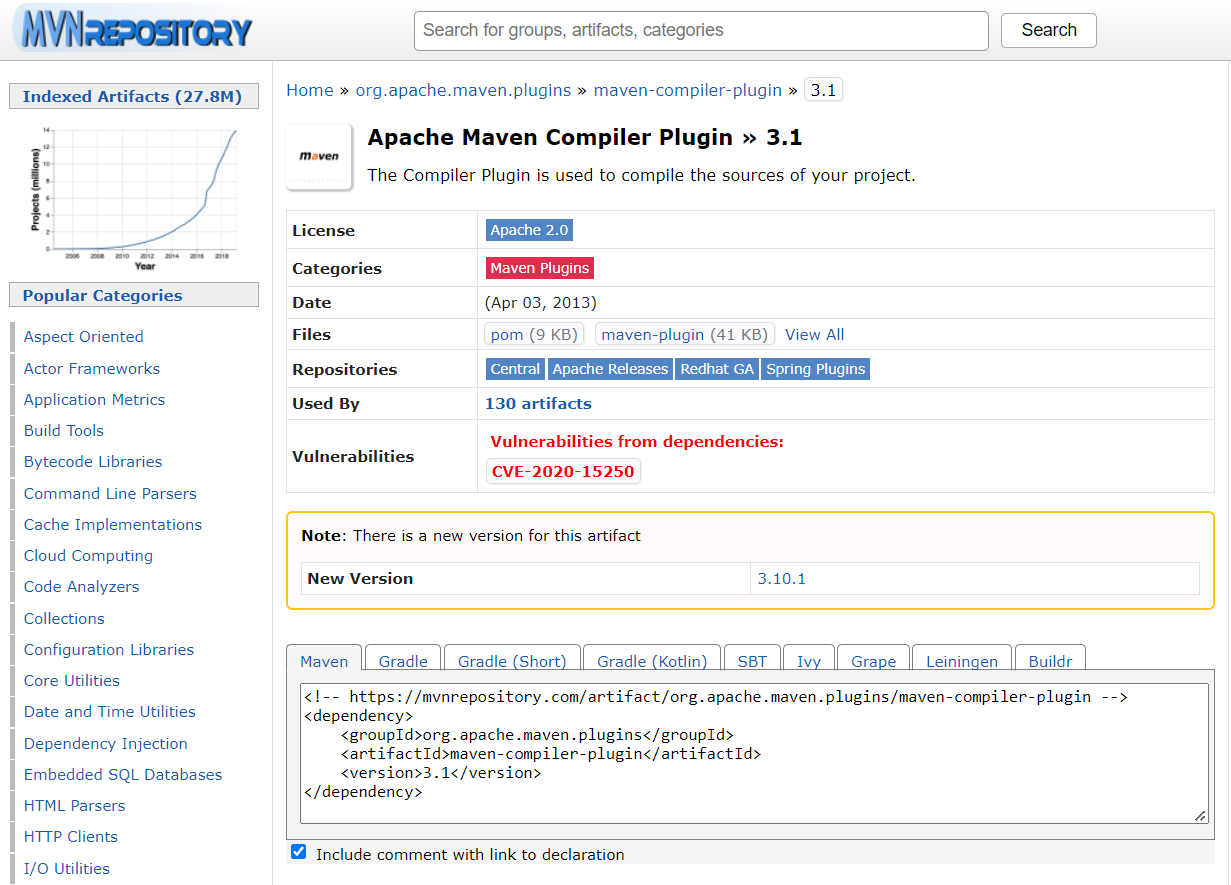 MVNREPOSITORY
Search for groups, artifacts, categories
Search
Indexed Artifacts (27.8M)
Projects (millions)
14
12
10
8
6
4
2
0
2006 2008 2010 2012 2014 2016 2018
Year
Popular Categories
Aspect Oriented
Actor Frameworks
Application Metrics
Build Tools
Bytecode Libraries
Command Line Parsers
Cache Implementations
Cloud Computing
Code Analyzers
Collections
Configuration Libraries
Core Utilities
Date and Time Utilities
Dependency Injection
Embedded SQL Databases
HTML Parsers
HTTP Clients
I/O Utilities
Home » org.apache.maven.plugins » maven-compiler-plugin » 3.1
maven
Apache Maven Compiler Plugin » 3.1
The Compiler Plugin is used to compile the sources of your project.
License Apache 2.0
Categories Maven Plugins
Date (Apr 03, 2013)
Files pom (9 KB) maven-plugin (41 KB) View All
Repositories Central Apache Releases Redhat GA Spring Plugins
Used By 130 artifacts
Vulnerabilities Vulnerabilities from dependencies:
CVE-2020-15250
Note: There is a new version for this artifact
New Version 3.10.1
Maven Gradle Gradle (Short) Gradle (Kotlin) SBT Ivy Grape Leiningen Buildr
<!-- https://mvnrepository.com/artifact/org.apache.maven.plugins/maven-compiler-plugin -->
<dependency>
    <groupId>org.apache.maven.plugins</groupId>
    <artifactId>maven-compiler-plugin</artifactId>
    <version>3.1</version>
</dependency>
Include comment with link to declaration